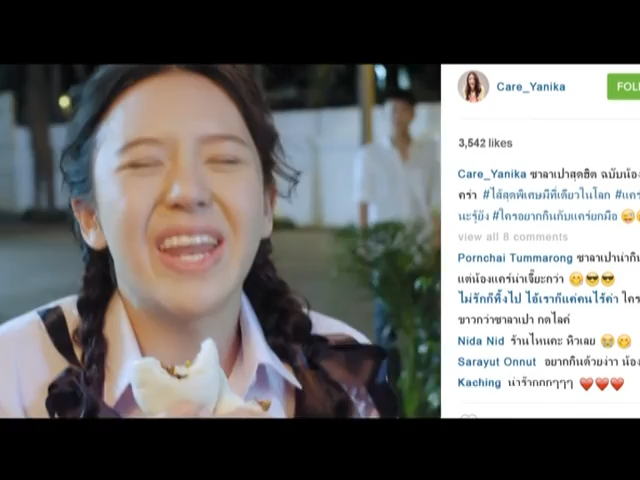 Care_Yanika
FOL
3,542 likes
Care_Yanika ซาลาเปาสุดฮิต ฉบับน้อง
คร่า #ไส้สุดพิเศษมีที่เดียวในโลก #แคร์
นะรู้ยัง #ใครอยากกินกับแคร์ยกมือ
view all 8 comments
Pornchai Tummarong ซาลาเปาน่ากิน
แต่น้องแคร์น่าเจี๊ยะกว่า
ไม่รักก็ทิ้งไป ไอ้เราก็แค่คนไร้ค่า ใคร
ขาวกว่าซาลาเปา กดไลค์
Nida Nid ร้านไหนคะ หิวเลย
Sarayut Onnut อยากกินด้วยง่าา น้อง
Kaching น่าร้ากกกๆๆๆ